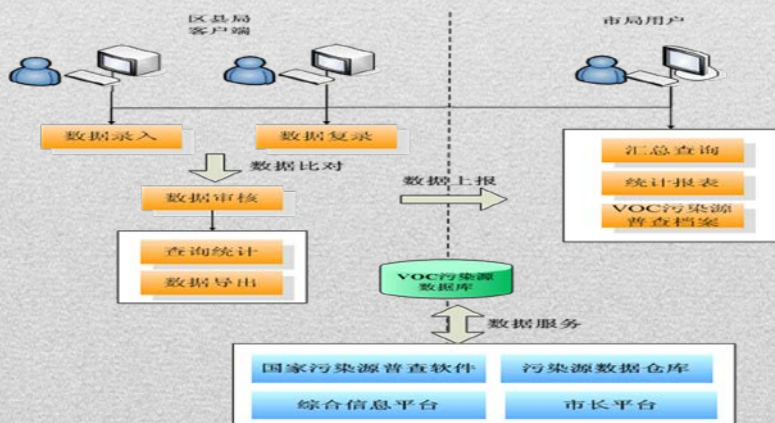 区县局
客户端
市局用户
数据录入
数据复录
数据比对
数据审核
数据上报
汇总查询
统计报表
VOC污染源
普查档案
查询统计
数据导出
VOC污染源
数据库
数据服务
国家污染源普查软件
污染源数据仓库
综合信息平台
市长平台